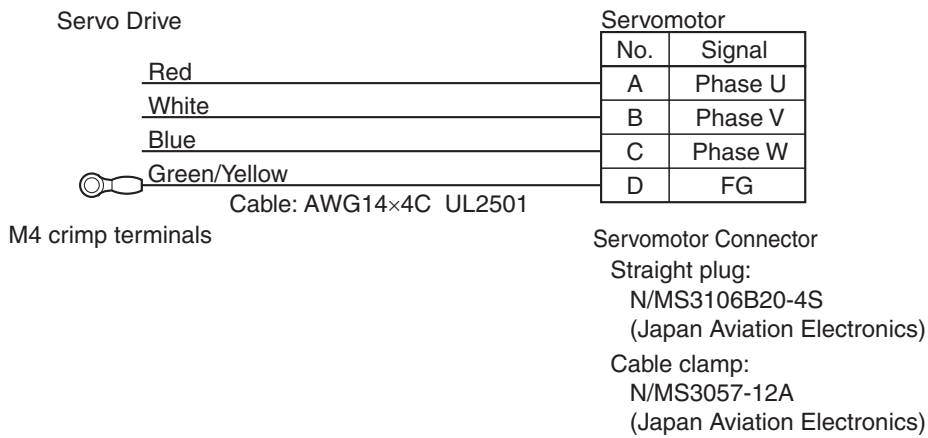 Servo Drive
Servomotor
No. Signal
Red
A Phase U
White
B Phase V
Blue
C Phase W
Green/Yellow
D FG
Cable: AWG14×4C UL2501
M4 crimp terminals
Servomotor Connector
Straight plug:
N/MS3106B20-4S
(Japan Aviation Electronics)
Cable clamp:
N/MS3057-12A
(Japan Aviation Electronics)